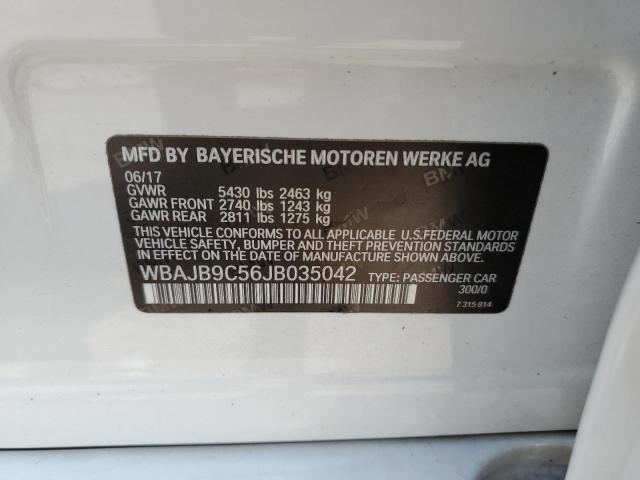 MFD BY BAYERISCHE MOTOREN WERKE AG
06/17
GVWR 5430 lbs 2463 kg
GAWR FRONT 2740 lbs 1243 kg
GAWR REAR 2811 lbs 1275 kg
THIS VEHICLE CONFORMS TO ALL APPLICABLE U.S.FEDERAL MOTOR
VEHICLE SAFETY, BUMPER AND THEFT PREVENTION STANDARDS
IN EFFECT ON THE DATE OF MANUFACTURE SHOWN ABOVE.
WBAJB9C56JB035042 TYPE: PASSENGER CAR
300/0
7 315 814